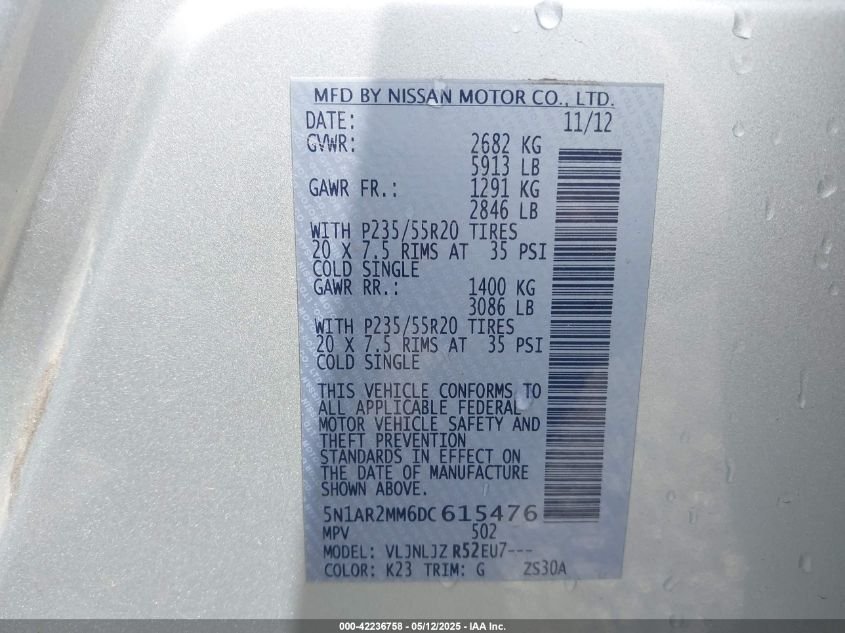 MFD BY NISSAN MOTOR CO., LTD.
DATE: 11/12
GVWR: 2682 KG
5913 LB
GAWR FR.: 1291 KG
2846 LB
WITH P235/55R20 TIRES
20 X 7.5 RIMS AT 35 PSI
COLD SINGLE
GAWR RR.: 1400 KG
3086 LB
WITH P235/55R20 TIRES
20 X 7.5 RIMS AT 35 PSI
COLD SINGLE
THIS VEHICLE CONFORMS TO
ALL APPLICABLE FEDERAL
MOTOR VEHICLE SAFETY AND
THEFT PREVENTION
STANDARDS IN EFFECT ON
THE DATE OF MANUFACTURE
SHOWN ABOVE.
5N1AR2MM6DC615476
MPV 502
MODEL: VLJNLJZ R52EU7---
COLOR: K23 TRIM: G ZS30A
000-42236758 - 05/12/2025 - IAA Inc.